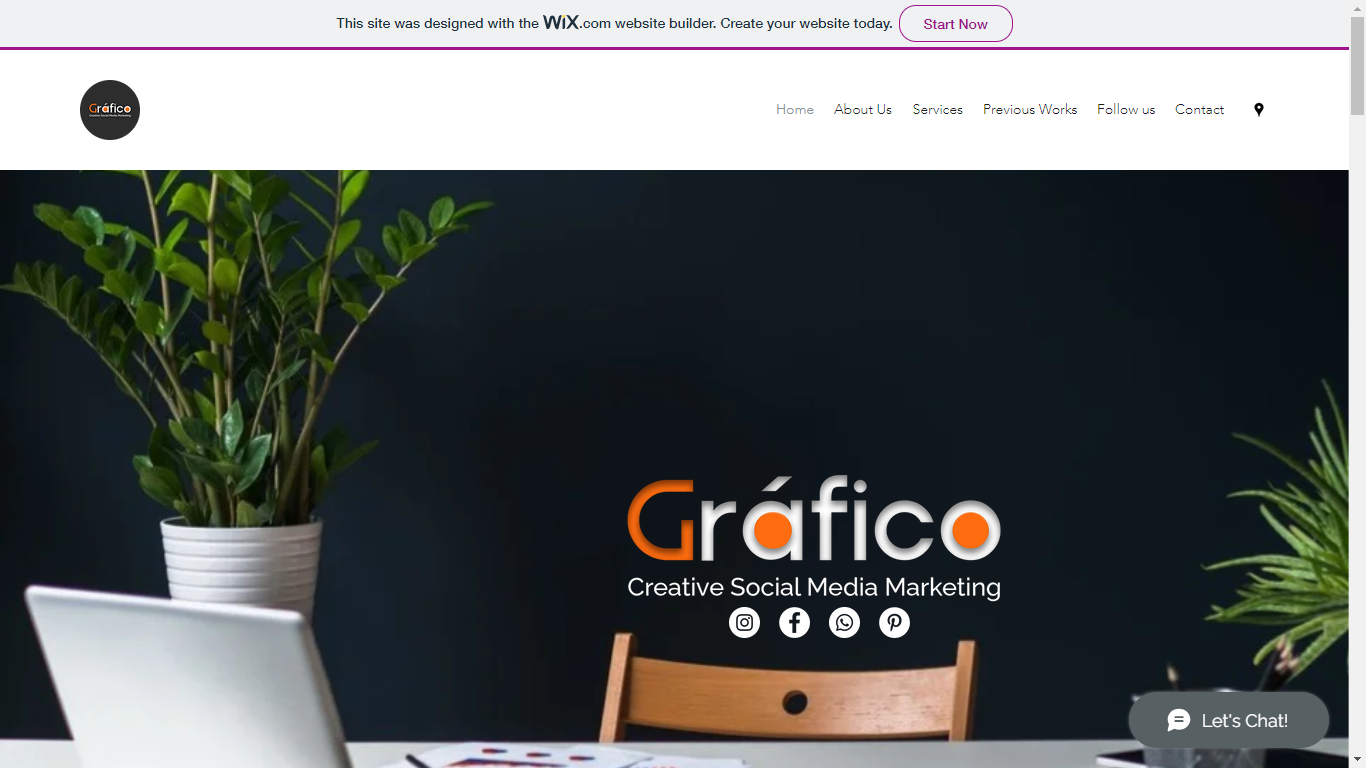 This site was designed with the WiX.com website builder. Create your website today. Start Now
Gráfico
Creative Social Media Marketing
Home About Us Services Previous Works Follow us Contact
Gráfico
Creative Social Media Marketing
Let's Chat!